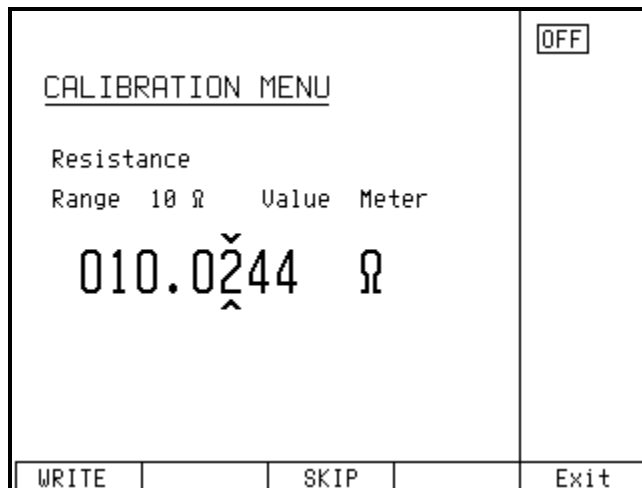 OFF
CALIBRATION MENU
Resistance
Range 10 Ω Value Meter
010.0244 Ω
WRITE SKIP Exit